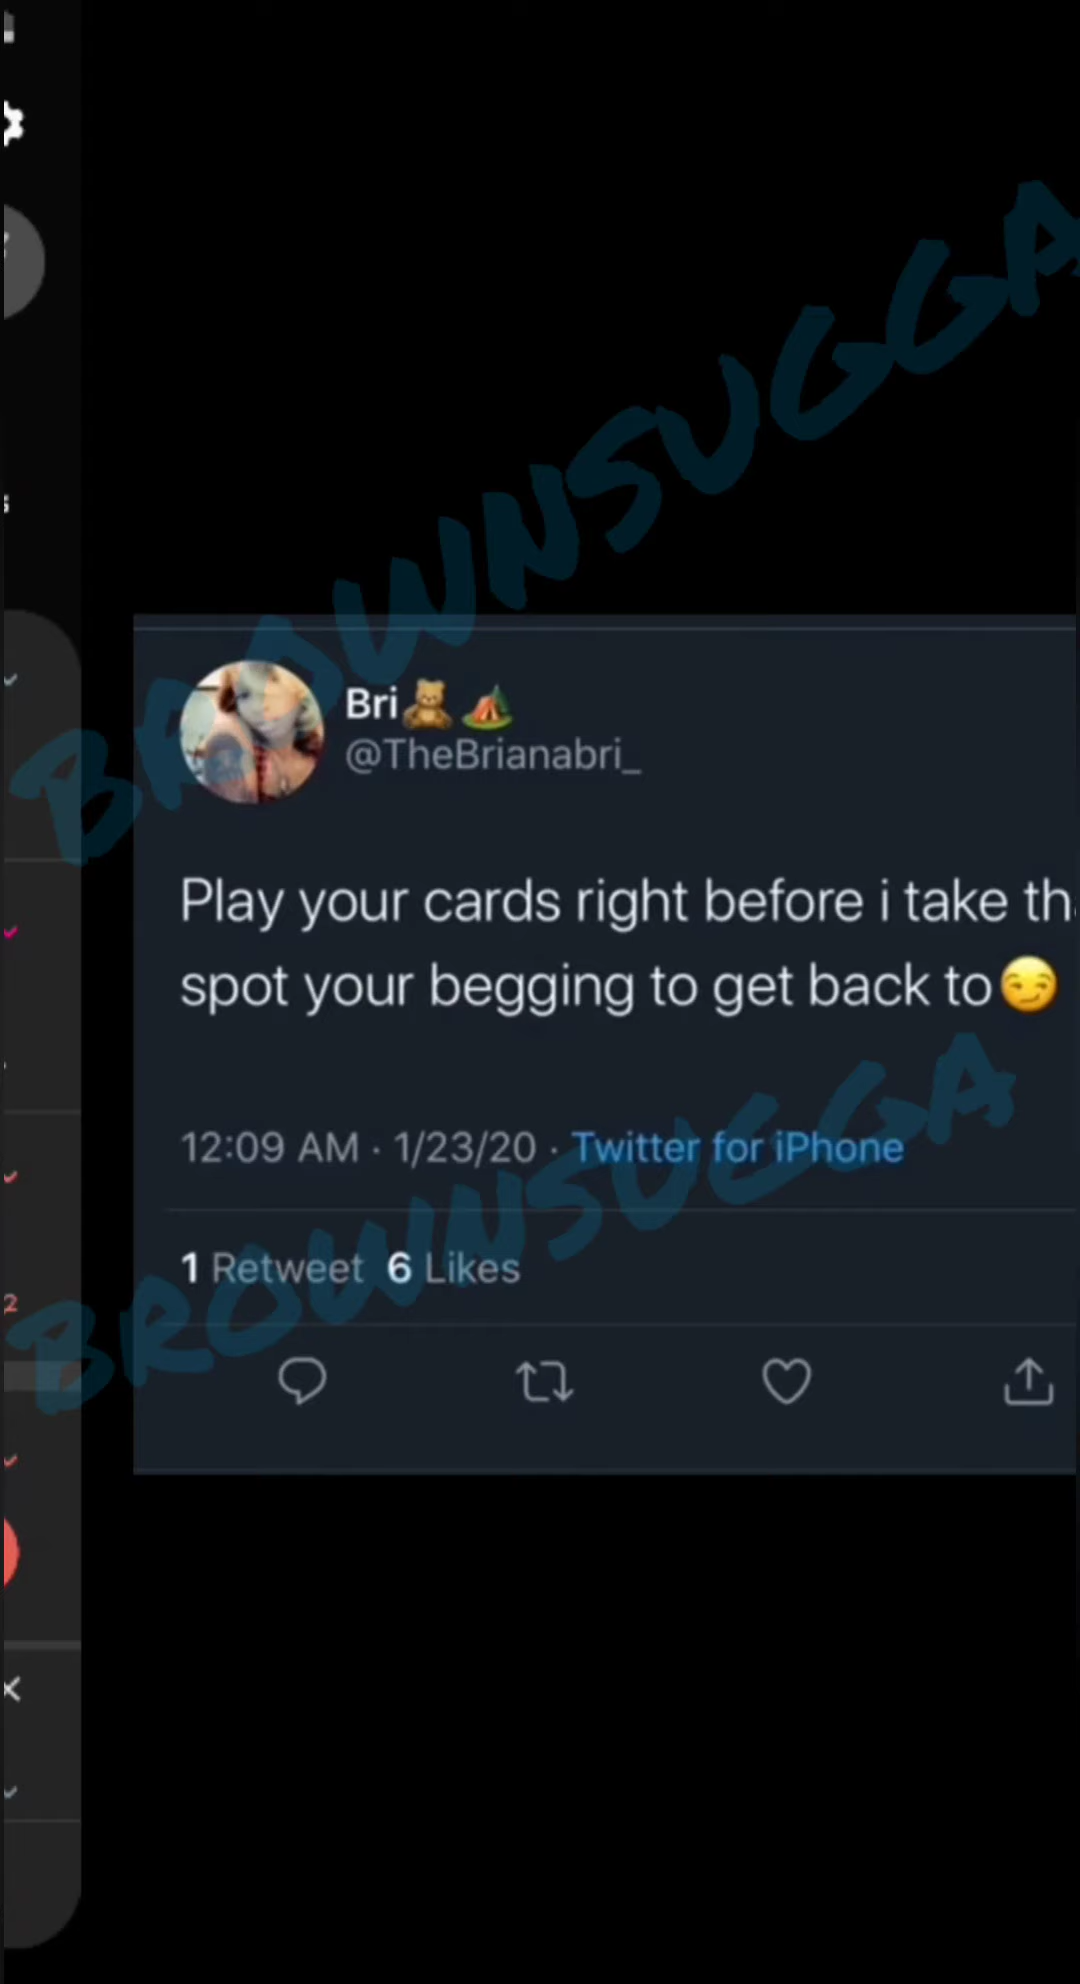 BROWNSUGGA
Bri🧸🏕️
@TheBrianabri_
Play your cards right before i take
spot your begging to get back to😏
12:09 AM · 1/23/20 · Twitter for iPhone
1 Retweet 6 Likes
BROWNSUGGA